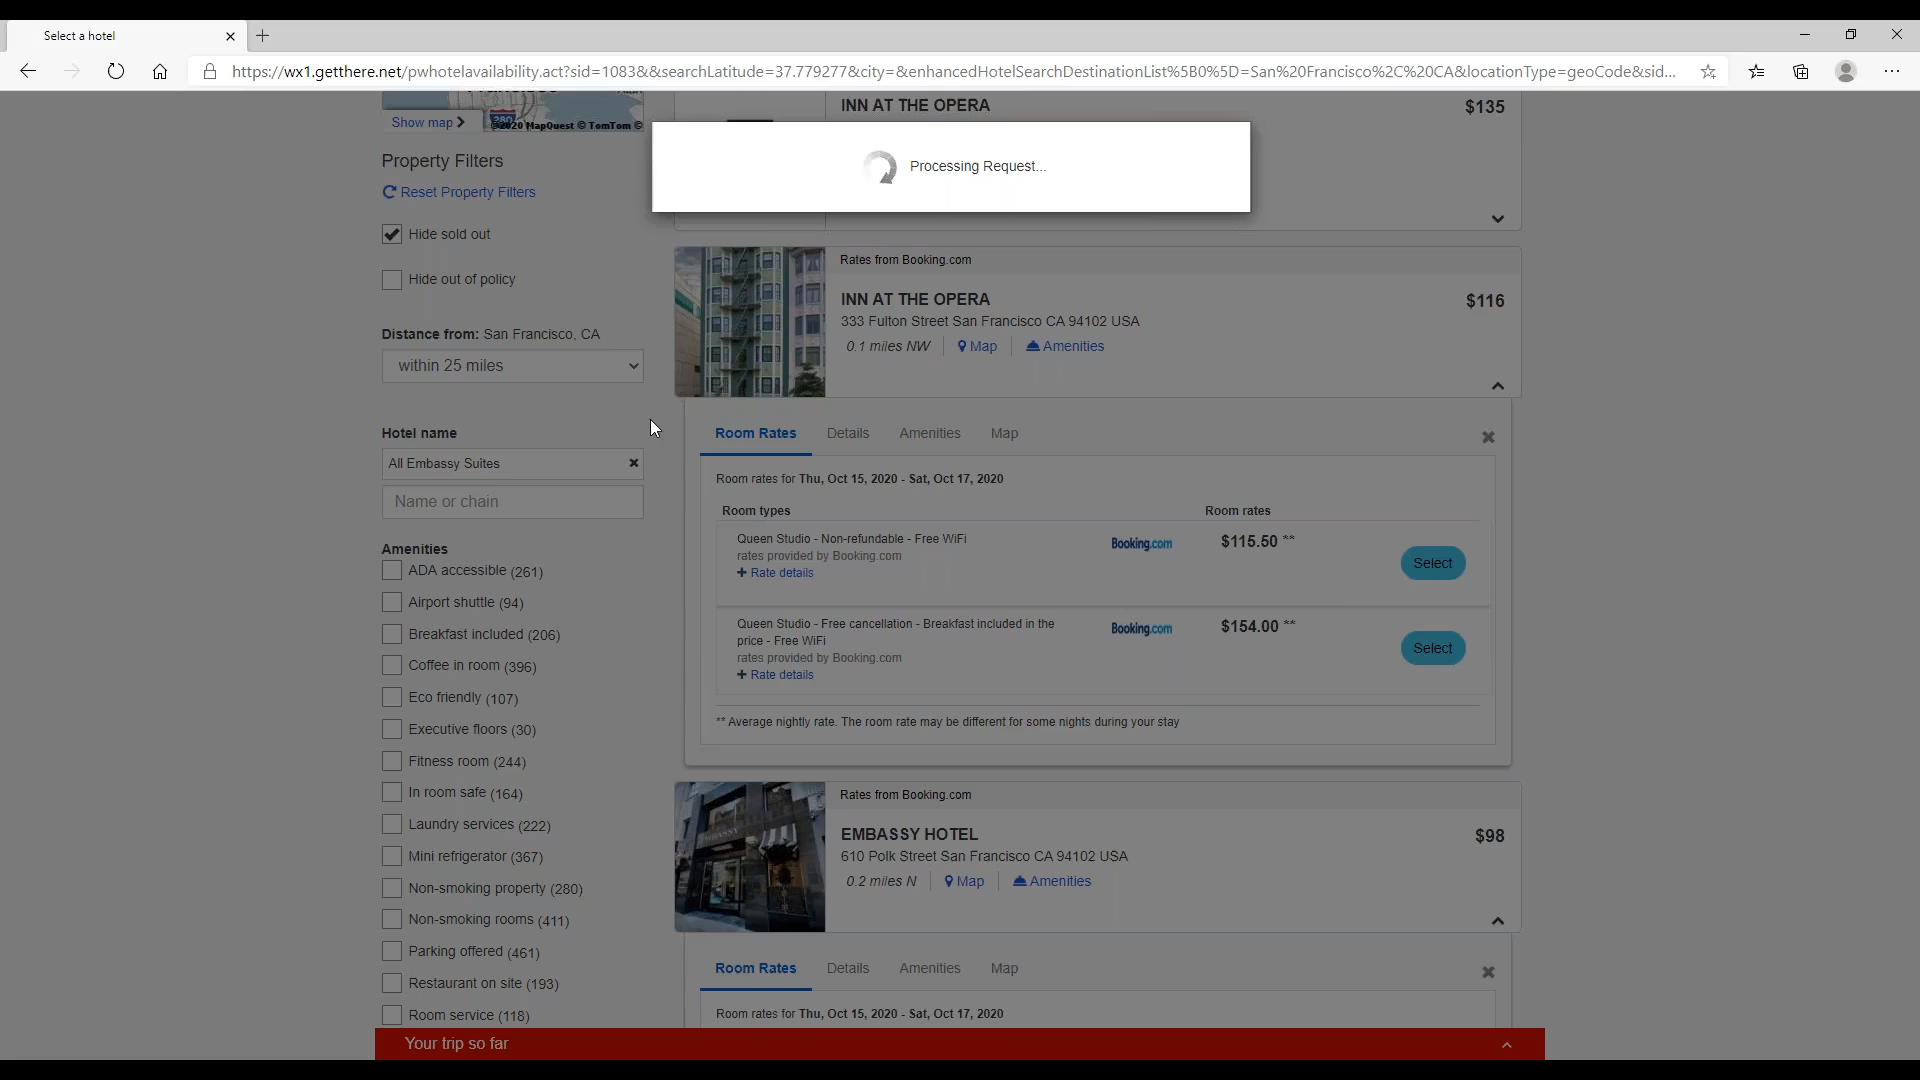 Select a hotel
https://wx1.getthere.net/pwhotelavailability.act?sid=1083&&searchLatitude=37.779277&city=&enhancedHotelSearchDestinationList%5B0%5D=San%20Francisco%2C%20CA&locationType=geoCode&sid...
Show map
280
©2020 MapQuest © TomTom ©
INN AT THE OPERA
$135
Processing Request...
Property Filters
Reset Property Filters
Hide sold out
Hide out of policy
Distance from: San Francisco, CA
within 25 miles
Hotel name
All Embassy Suites
Name or chain
Amenities
ADA accessible (261)
Airport shuttle (94)
Breakfast included (206)
Coffee in room (396)
Eco friendly (107)
Executive floors (30)
Fitness room (244)
In room safe (164)
Laundry services (222)
Mini refrigerator (367)
Non-smoking property (280)
Non-smoking rooms (411)
Parking offered (461)
Restaurant on site (193)
Room service (118)
Rates from Booking.com
INN AT THE OPERA
$116
333 Fulton Street San Francisco CA 94102 USA
0.1 miles NW
Map
Amenities
Room Rates
Details
Amenities
Map
Room rates for Thu, Oct 15, 2020 - Sat, Oct 17, 2020
Room types
Room rates
Queen Studio - Non-refundable - Free WiFi
rates provided by Booking.com
+ Rate details
Booking.com
$115.50 **
Select
Queen Studio - Free cancellation - Breakfast included in the
price - Free WiFi
rates provided by Booking.com
+ Rate details
Booking.com
$154.00 **
Select
** Average nightly rate. The room rate may be different for some nights during your stay
Rates from Booking.com
EMBASSY HOTEL
$98
610 Polk Street San Francisco CA 94102 USA
0.2 miles N
Map
Amenities
Room Rates
Details
Amenities
Map
Room rates for Thu, Oct 15, 2020 - Sat, Oct 17, 2020
Your trip so far